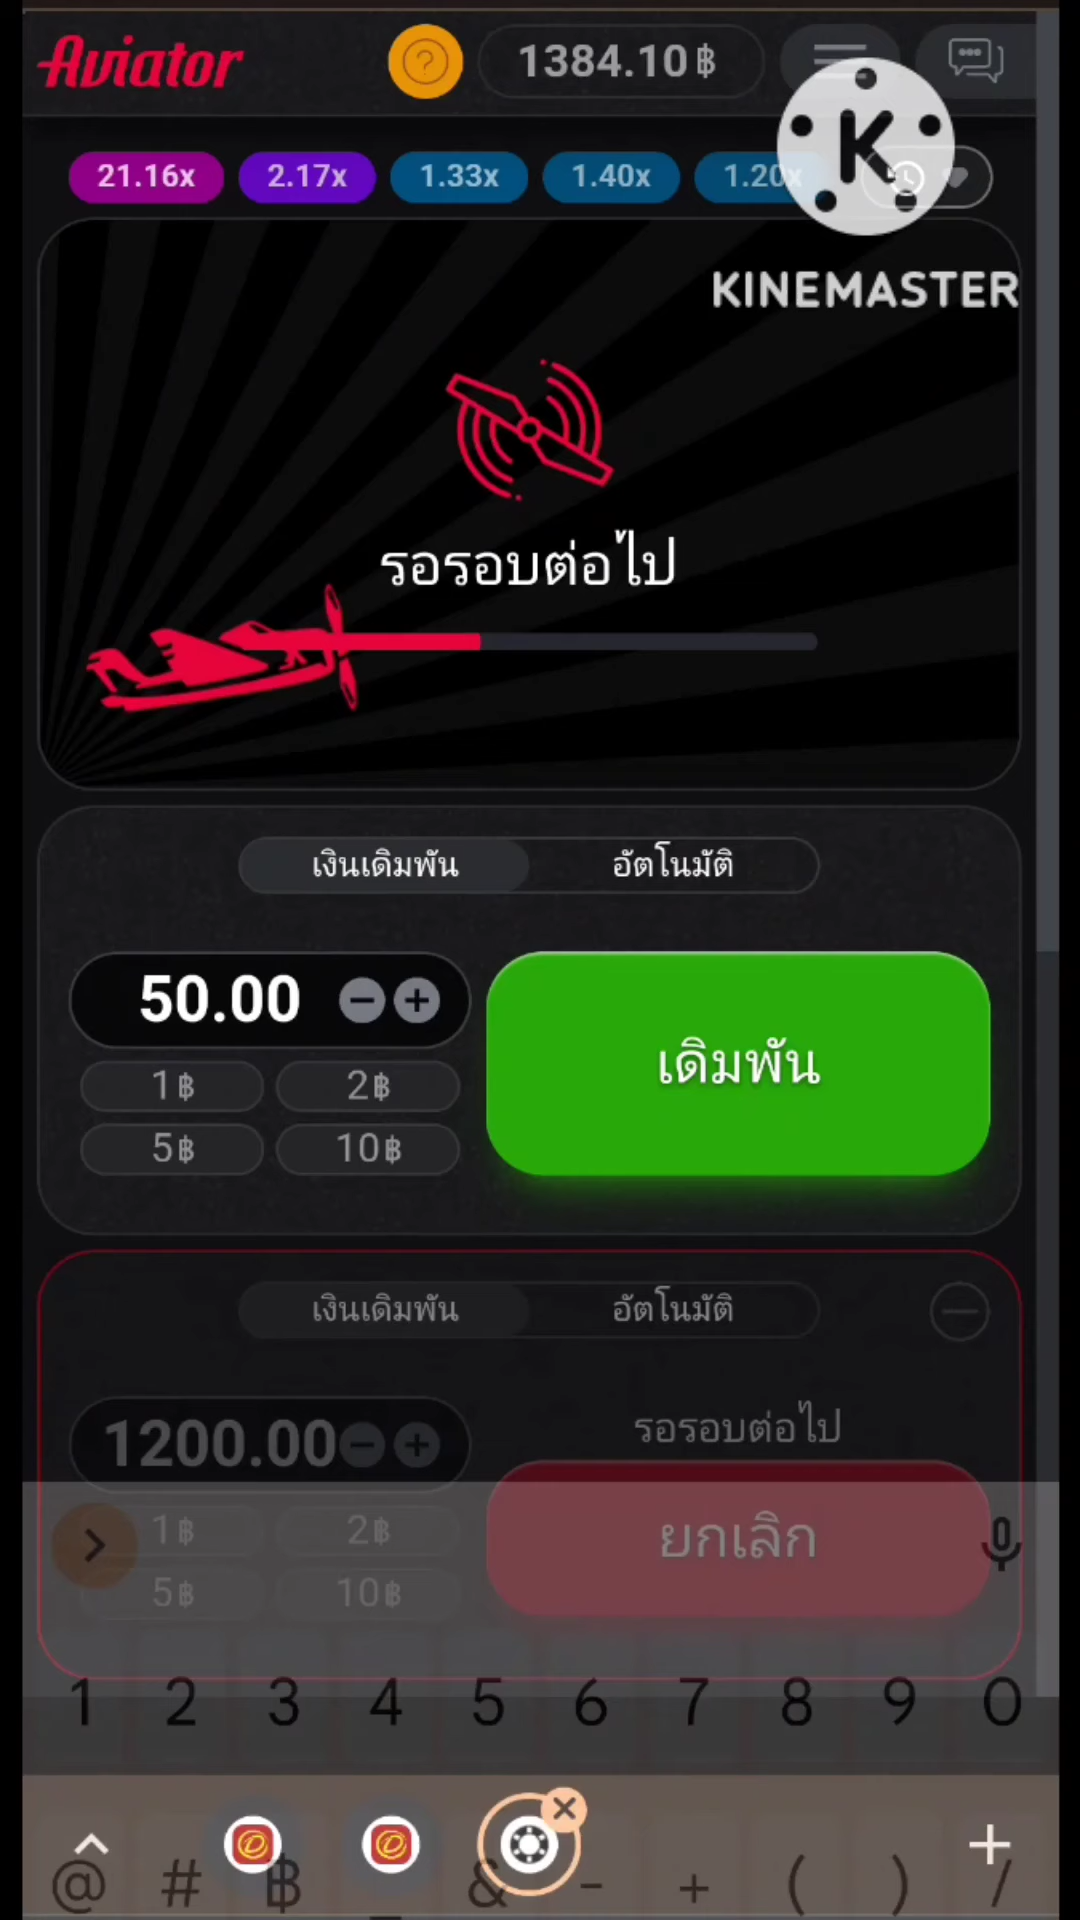 Aviator
1384.10฿
21.16x 2.17x 1.33x 1.40x 1.20x
K
KINEMASTER
รอรอบต่อไป
เงินเดิมพัน อัตโนมัติ
50.00
1฿ 2฿
5฿ 10฿
เดิมพัน
เงินเดิมพัน อัตโนมัติ
1200.00
รอรอบต่อไป
1฿ 2฿
5฿ 10฿
ยกเลิก
1 2 3 4 5 6 7 8 9 0
@ # ฿ _ & - + ( ) /